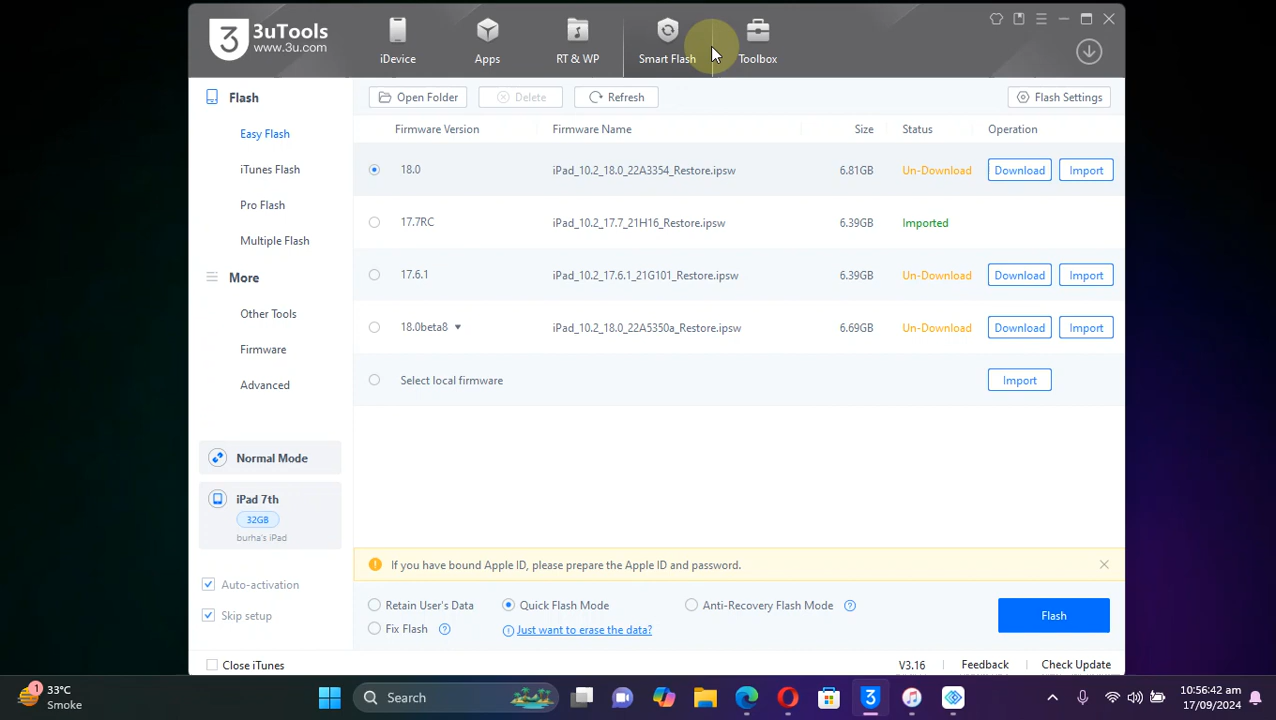 3 3uTools
www.3u.com
iDevice
Apps
RT & WP
Smart Flash
Toolbox
Flash
Easy Flash
iTunes Flash
Pro Flash
Multiple Flash
More
Other Tools
Firmware
Advanced
Normal Mode
iPad 7th
32GB
burha's iPad
Auto-activation
Skip setup
Open Folder
Delete
Refresh
Flash Settings
Firmware Version Firmware Name Size Status Operation
18.0 iPad_10.2_18.0_22A3354_Restore.ipsw 6.81GB Un-Download Download Import
17.7RC iPad_10.2_17.7_21H16_Restore.ipsw 6.39GB Imported
17.6.1 iPad_10.2_17.6.1_21G101_Restore.ipsw 6.39GB Un-Download Download Import
18.0beta8 iPad_10.2_18.0_22A5350a_Restore.ipsw 6.69GB Un-Download Download Import
Select local firmware Import
! If you have bound Apple ID, please prepare the Apple ID and password.
Retain User's Data Quick Flash Mode Anti-Recovery Flash Mode ?
Fix Flash ? Just want to erase the data?
Flash
Close iTunes
V3.16 Feedback Check Update
1 33°C
Smoke
Search
3
10:56:42 am
17/09/2024